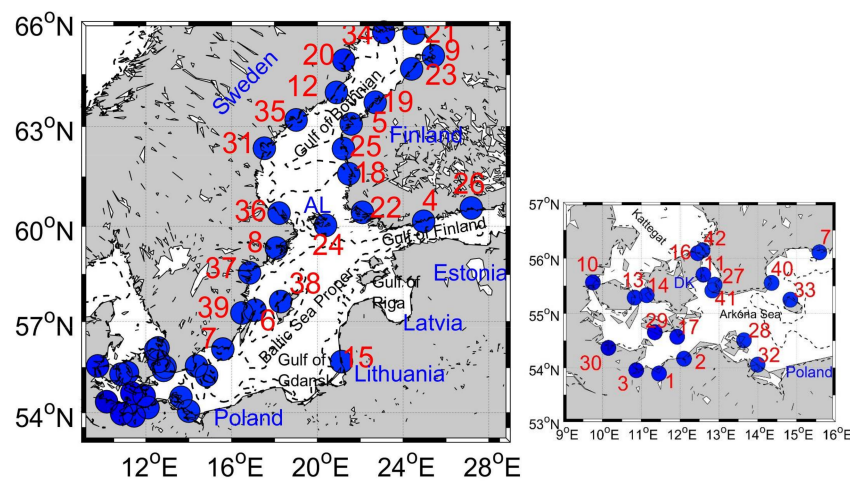 66°N
63°N
60°N
57°N
54°N
12°E
16°E
20°E
24°E
28°E
34
21
20
9
23
12
19
35
5
31
25
18
26
36
22
4
24
8
37
38
39
6
7
15
Sweden
Finland
AL
Estonia
Latvia
Lithuania
Poland
Gulf of Bothnian
Gulf of Finland
Baltic Sea Proper
Gulf of
Riga
Gulf of
Gdansk
57°N
56°N
55°N
54°N
53°N
9°E
10°E
11°E
12°E
13°E
14°E
15°E
16°E
Kattegat
42
16
7
11
10
27
40
13
14
DK
41
33
Arkona Sea
29
17
28
30
2
32
3
1
Poland